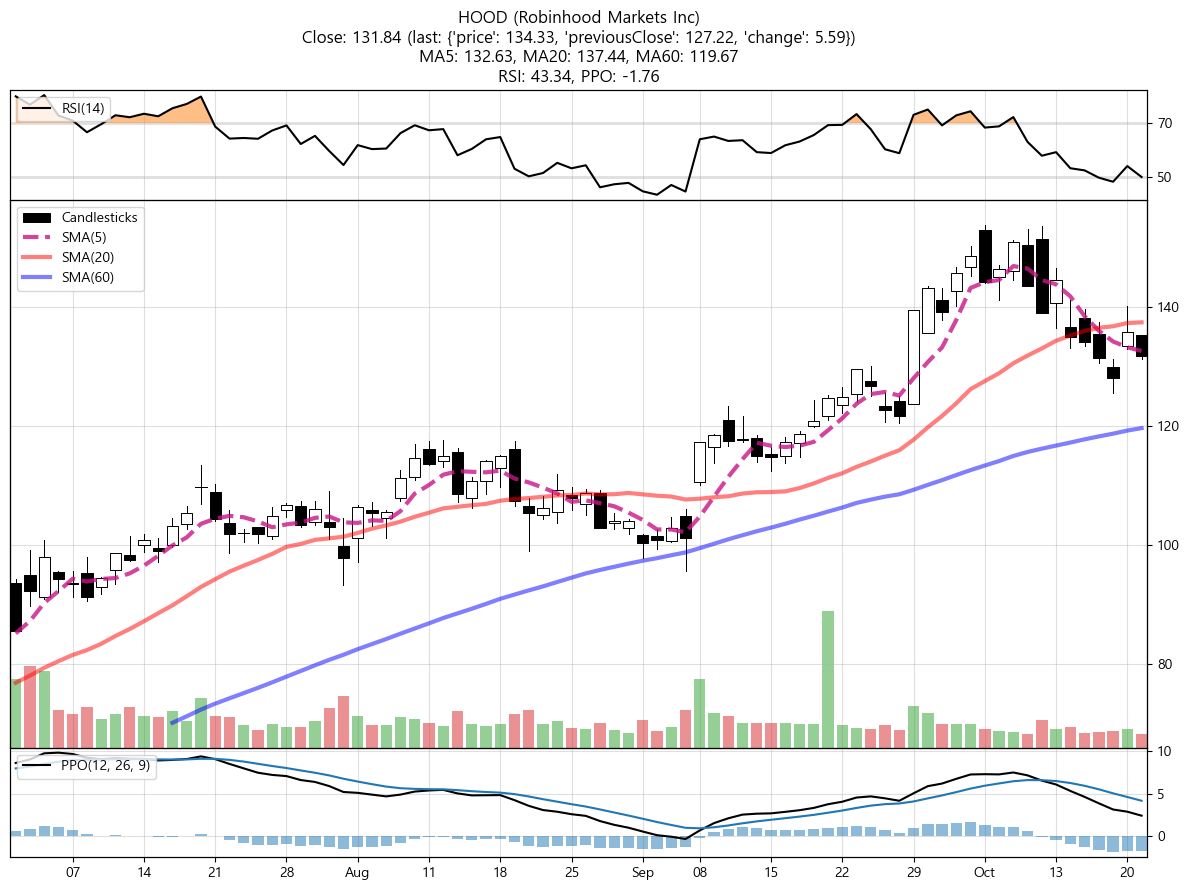 HOOD (Robinhood Markets Inc)
Close: 131.84 (last: {'price': 134.33, 'previousClose': 127.22, 'change': 5.59})
MA5: 132.63, MA20: 137.44, MA60: 119.67
RSI: 43.34, PPO: -1.76
RSI(14)
70
50
Candlesticks
SMA(5)
SMA(20)
SMA(60)
140
120
100
80
PPO(12, 26, 9)
10
5
0
07 14 21 28 Aug 11 18 25 Sep 08 15 22 29 Oct 13 20